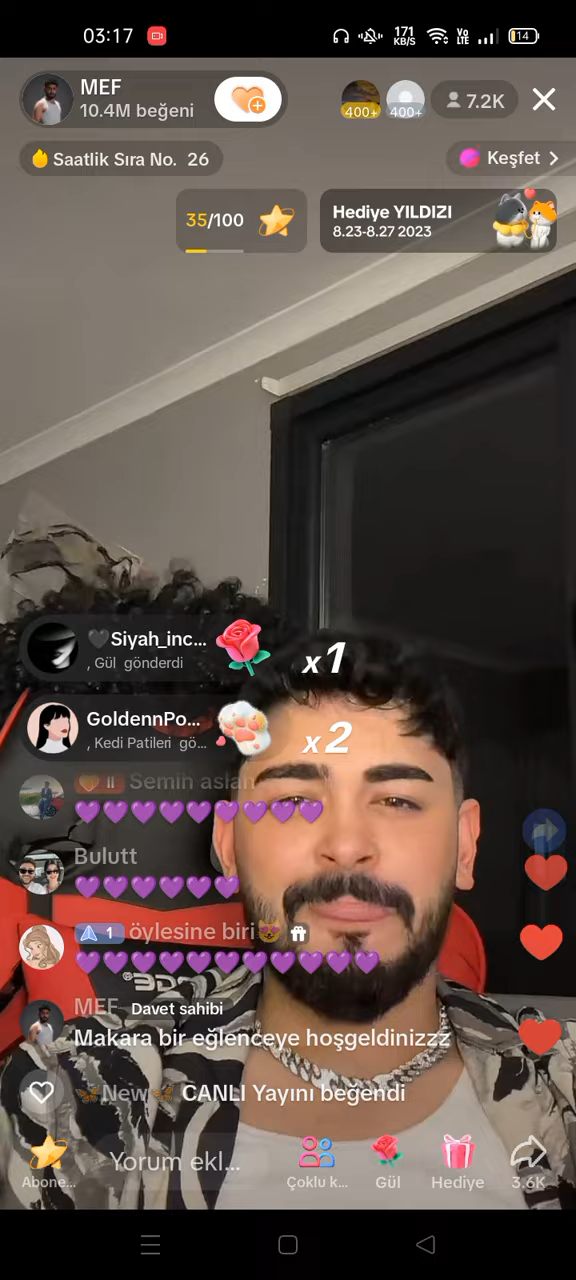 03:17
171
KB/S
Vo
LTE
14
MEF
10.4M beğeni
400+
400+
7.2K
Saatlik Sıra No. 26
Keşfet
35/100
Hediye YILDIZI
8.23-8.27 2023
Siyah_inc...
, Gül gönderdi
x1
GoldennPo...
, Kedi Patileri gö...
x2
II Semih aslan
Bulutt
1 öylesine biri
MEF Davet sahibi
Makara bir eğlenceye hoşgeldinizzz
New CANLI Yayını beğendi
Yorum ekl...
Abone...
Çoklu k...
Gül
Hediye
3.6K